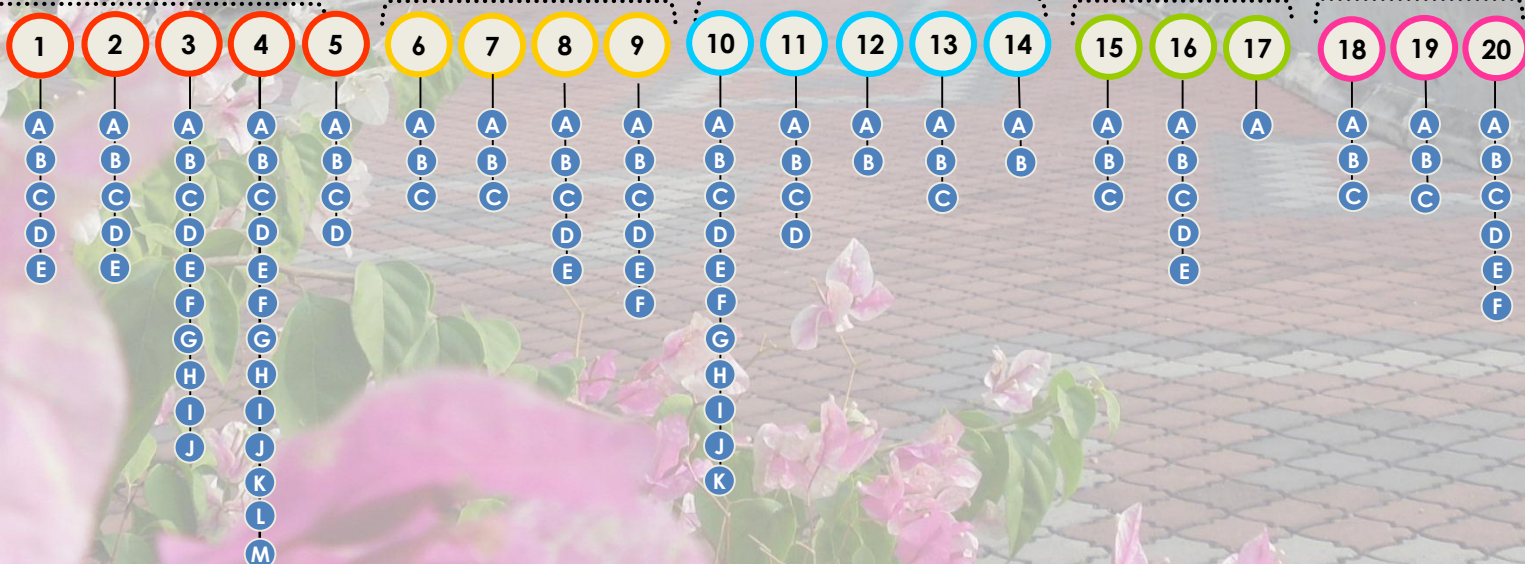 1 2 3 4 5 6 7 8 9 10 11 12 13 14 15 16 17 18 19 20
A A A A A A A A A A A A A A A A A A A A
B B B B B B B B B B B B B B B B B B B
C C C C C C C C C C C C C C C C C
D D D D D D D D D D D
E E E E E E E E E
F F F F F
G G G
H H H
I I I
J J J
K K
L
M